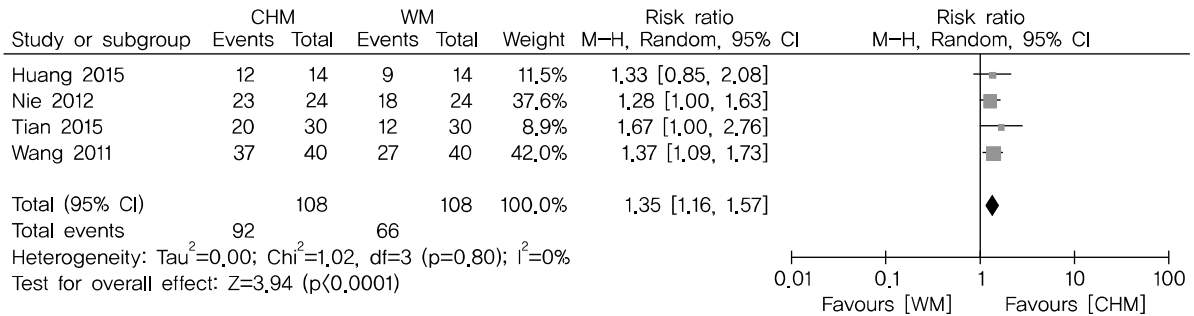 CHM WM Risk ratio Risk ratio
Study or subgroup Events Total Events Total Weight M-H, Random, 95% CI M-H, Random, 95% CI
Huang 2015 12 14 9 14 11.5% 1.33 [0.85, 2.08]
Nie 2012 23 24 18 24 37.6% 1.28 [1.00, 1.63]
Tian 2015 20 30 12 30 8.9% 1.67 [1.00, 2.76]
Wang 2011 37 40 27 40 42.0% 1.37 [1.09, 1.73]
Total (95% CI) 108 108 100.0% 1.35 [1.16, 1.57]
Total events 92 66
Heterogeneity: Tau²=0.00; Chi²=1.02, df=3 (p=0.80); I²=0%
Test for overall effect: Z=3.94 (p<0.0001)
0.01 0.1 1 10 100
Favours [WM] Favours [CHM]